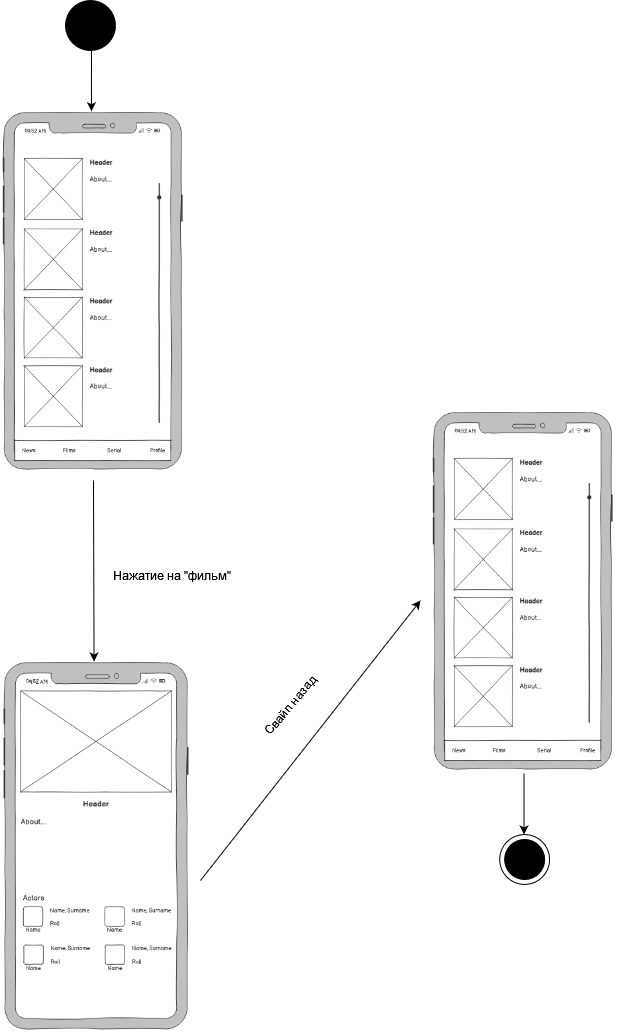 09:52 AM
Header
About...
Header
About...
Header
About...
Header
About...
News Films Serial Profile
Нажатие на "фильм"
09:52 AM
Header
About...
Actors
Name, Surname
Roll
Name
Name, Surname
Roll
Name
Name, Surname
Roll
Name
Name, Surname
Roll
Name
Свайп назад
09:52 AM
Header
About...
Header
About...
Header
About...
Header
About...
News Films Serial Profile